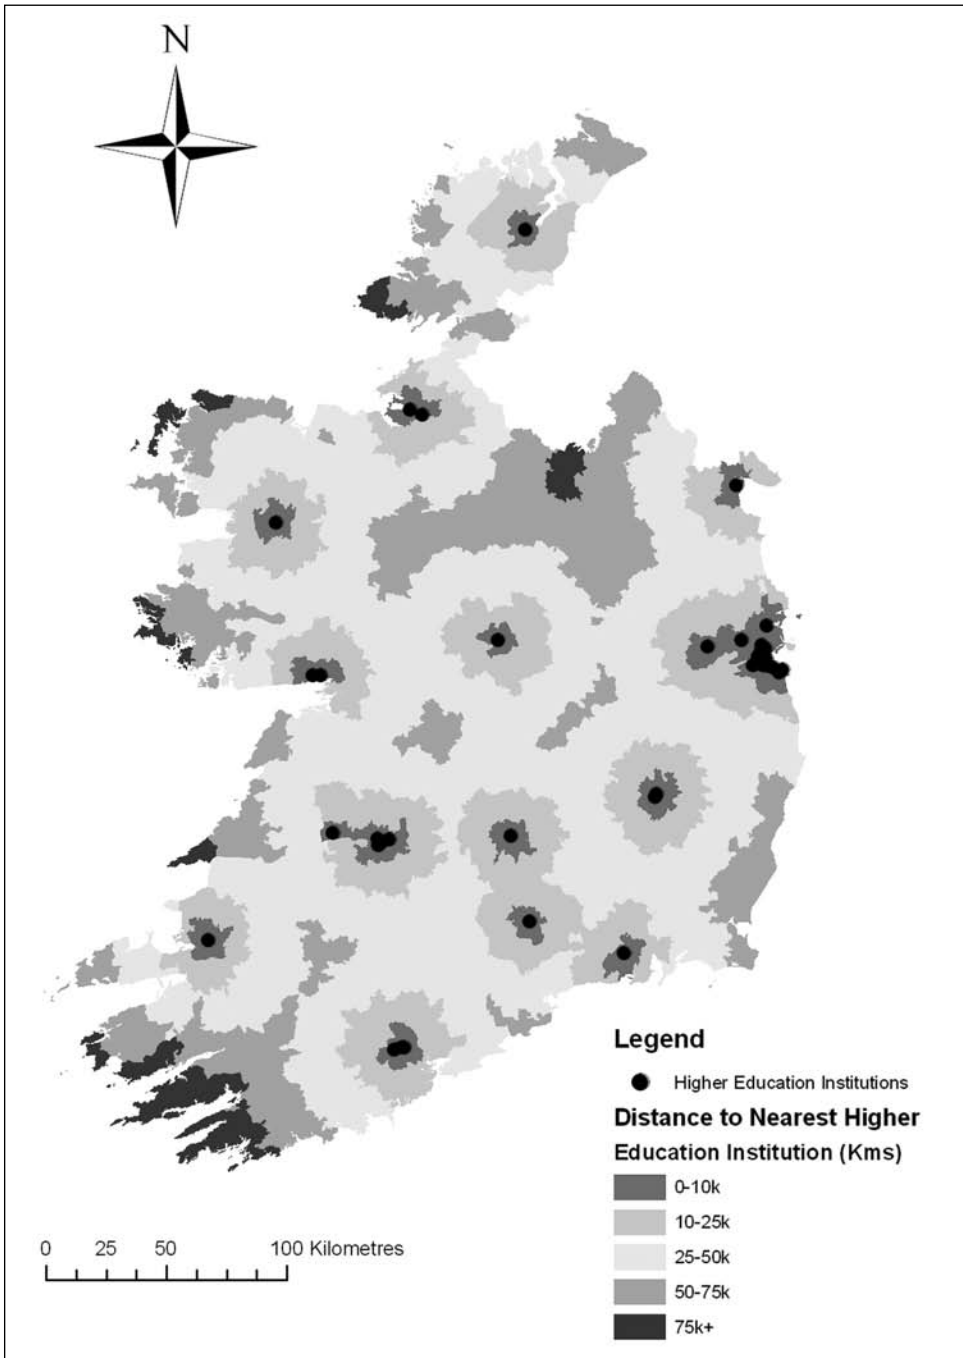 N
Legend
Higher Education Institutions
Distance to Nearest Higher
Education Institution (Kms)
0-10k
10-25k
25-50k
50-75k
75k+
0 25 50 100 Kilometres